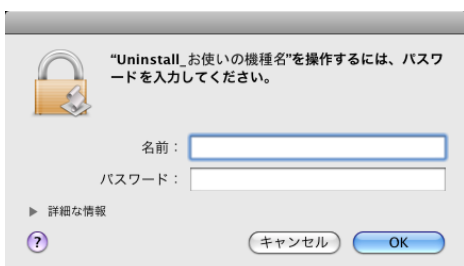 "Uninstall_お使いの機種名"を操作するには、パスワ
ードを入力してください。
名前：
パスワード：
詳細な情報
?
キャンセル
OK